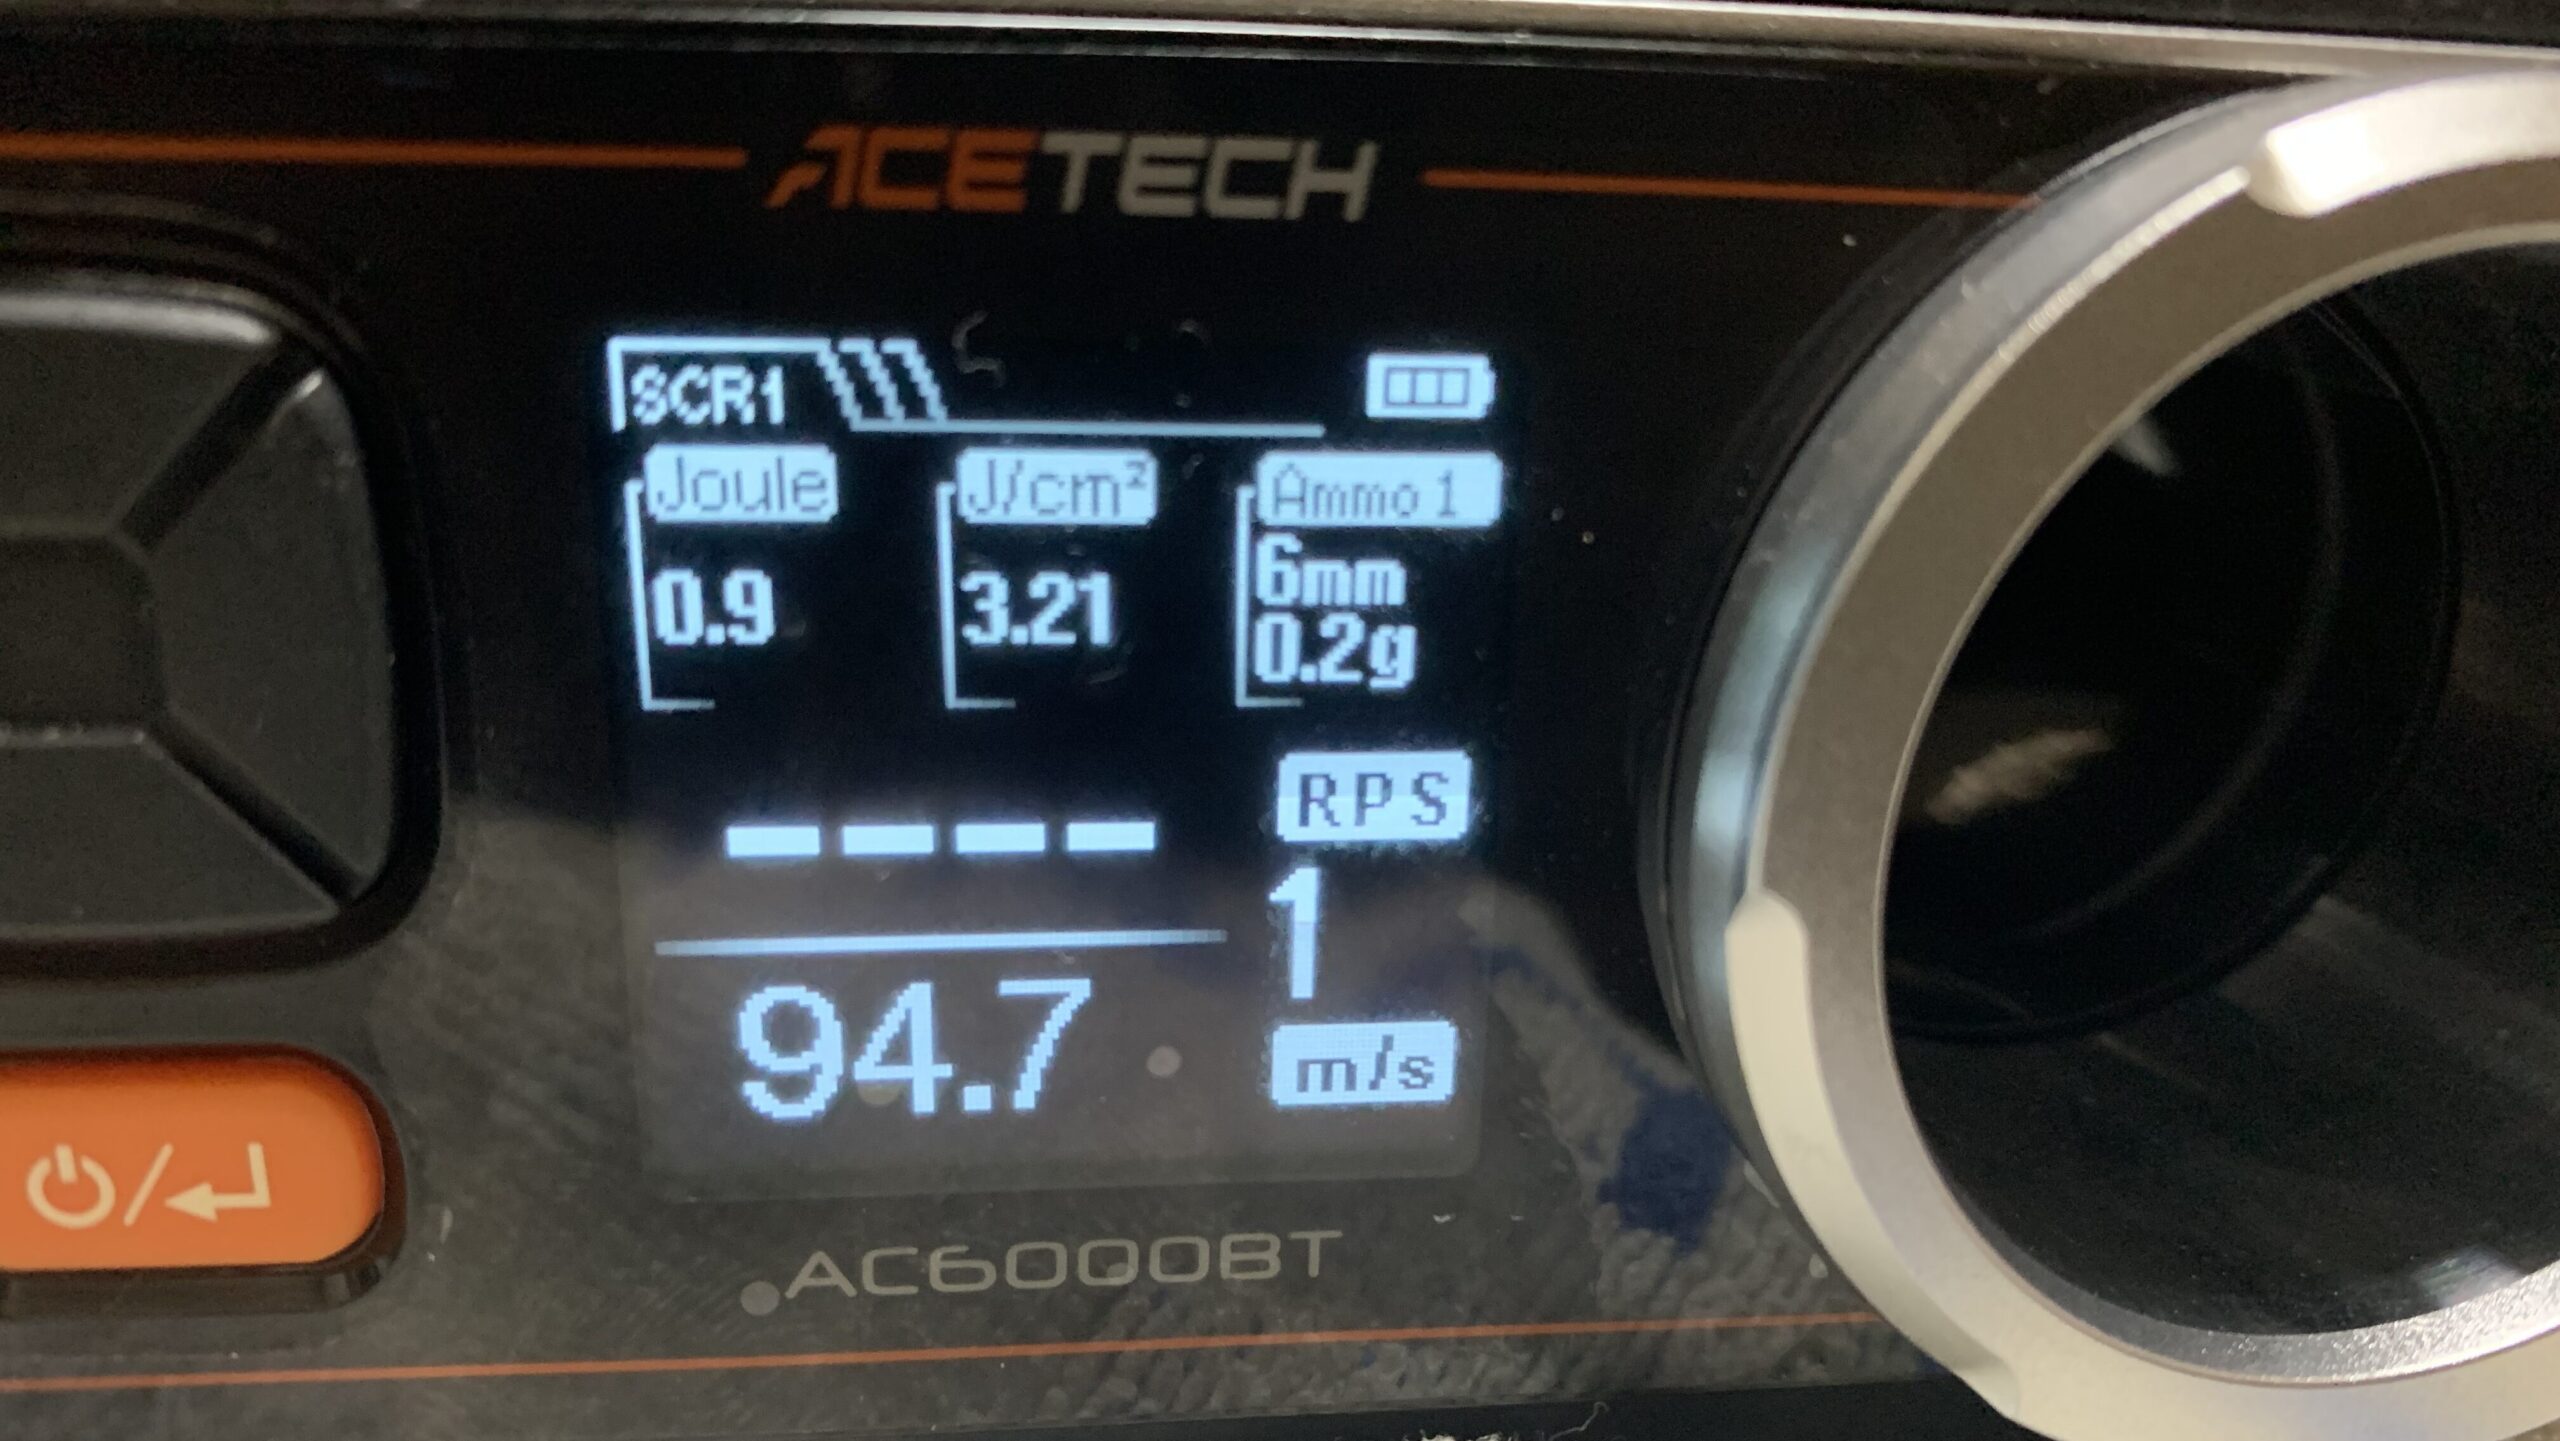 ACETECH
SCR1
Joule J/cm² Ammo 1
0.9 3.21 6mm
0.2g
RPS
---- 1
94.7 m/s
AC6000BT